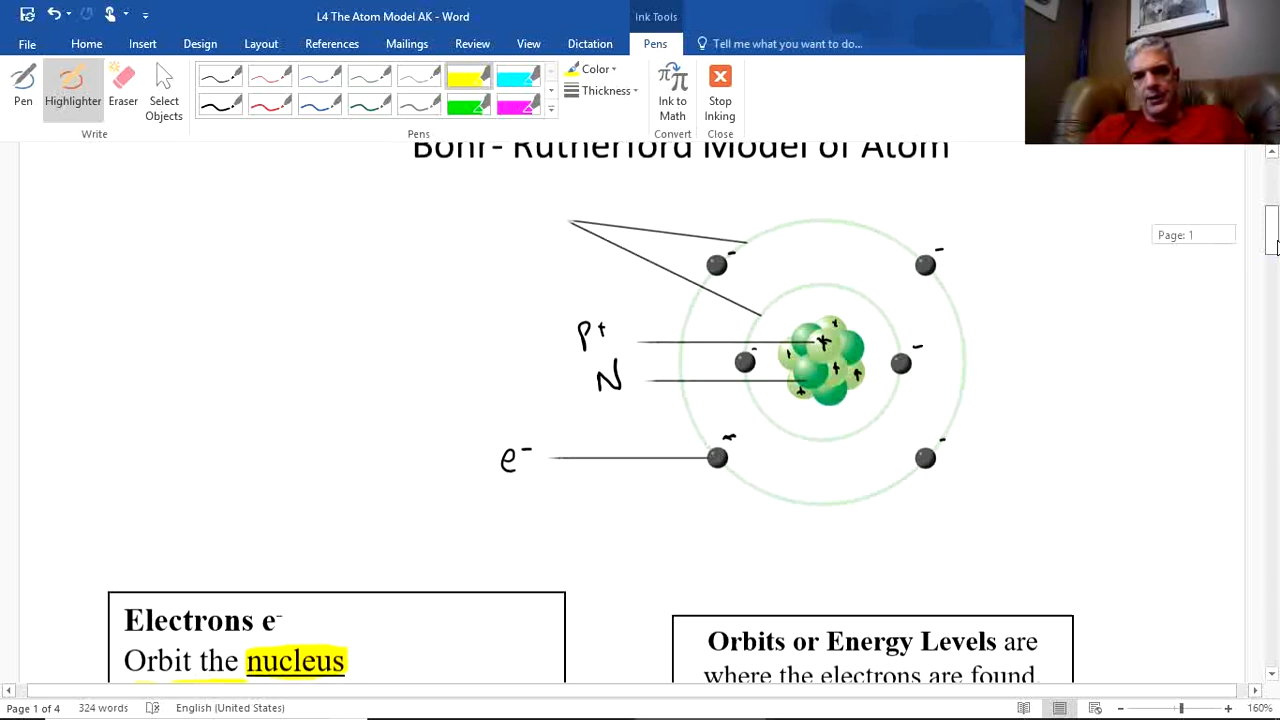 L4 The Atom Model AK - Word
Ink Tools
File Home Insert Design Layout References Mailings Review View Dictation Pens Tell me what you want to do...
Pen Highlighter Eraser Select Objects
Color
Thickness
Ink to Math
Stop Inking
Write Pens Convert Close
Bohr- Rutherford Model of Atom
Page: 1
- -
+
P+ +
+ - -
+ +
N +
- -
e-
Electrons e-
Orbit the nucleus
Orbits or Energy Levels are
where the electrons are found.
Page 1 of 4 324 words English (United States) 160%